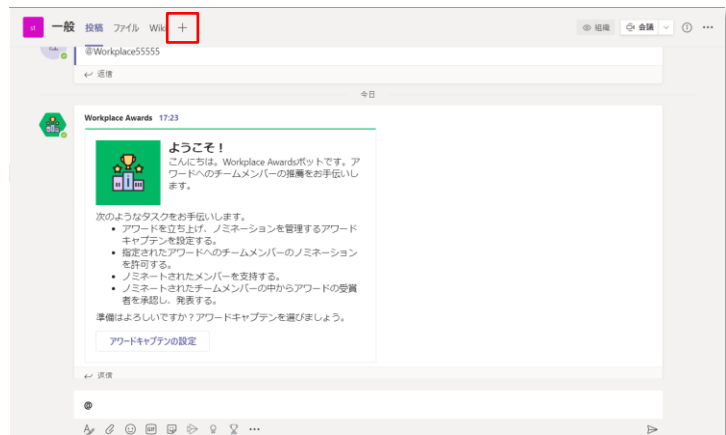 st 一般 投稿 ファイル Wiki 組織 会議
@Workplace55555
返信
今日
Workplace Awards 17:23
ようこそ！
こんにちは。Workplace Awardsボットです。ア
ワードへのチームメンバーの推薦をお手伝いし
ます。
次のようなタスクをお手伝いします。
• アワードを立ち上げ、ノミネーションを管理するアワード
キャプテンを設定する。
• 指定されたアワードへのチームメンバーのノミネーション
を許可する。
• ノミネートされたメンバーを支持する。
• ノミネートされたチームメンバーの中からアワードの受賞
者を承認し、発表する。
準備はよろしいですか？アワードキャプテンを選びましょう。
アワードキャプテンの設定
返信
@
GIF